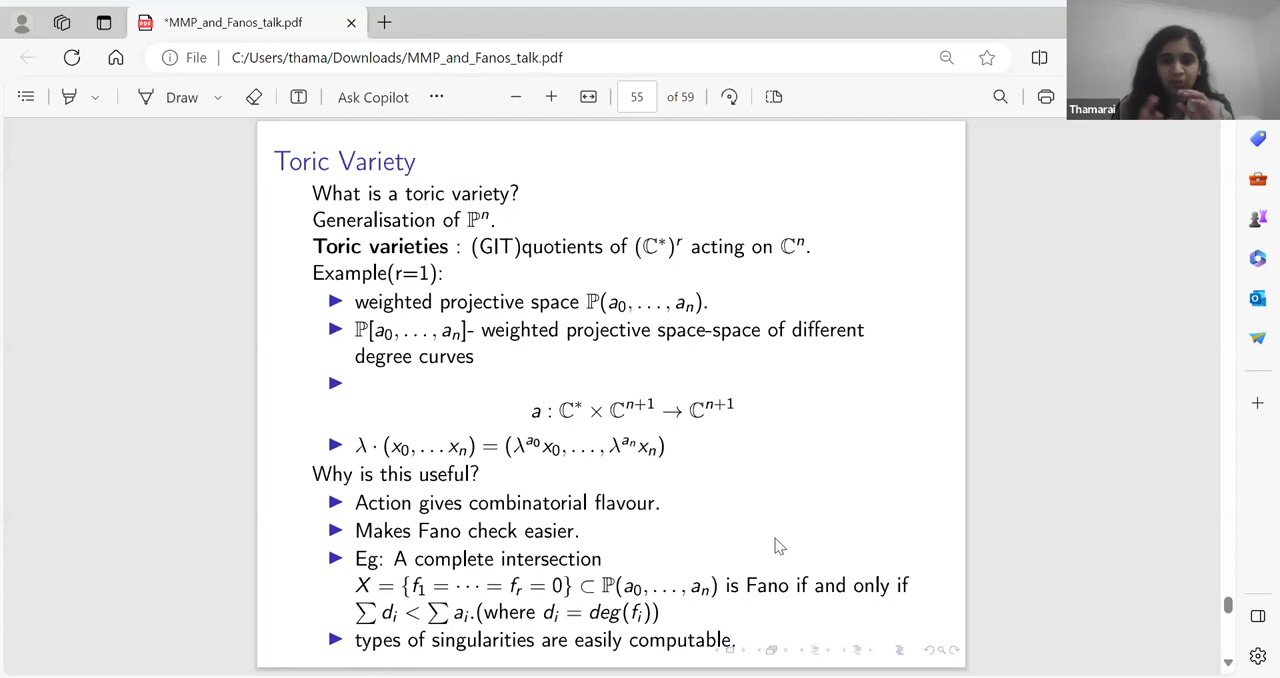 *MMP_and_Fanos_talk.pdf
File
C:/Users/thama/Downloads/MMP_and_Fanos_talk.pdf
Draw
Ask Copilot
55
of 59
Thamarai
Toric Variety
What is a toric variety?
Generalisation of ℙⁿ.
Toric varieties : (GIT)quotients of (ℂ*)ʳ acting on ℂⁿ.
Example(r=1):
▶ weighted projective space ℙ(a₀, . . . , aₙ).
▶ ℙ[a₀, . . . , aₙ]- weighted projective space-space of different
degree curves
▶
a : ℂ* × ℂⁿ⁺¹ → ℂⁿ⁺¹
▶ λ · (x₀, . . . xₙ) = (λ^{a₀}x₀, . . . , λ^{aₙ}xₙ)
Why is this useful?
▶ Action gives combinatorial flavour.
▶ Makes Fano check easier.
▶ Eg: A complete intersection
X = {f₁ = · · · = fᵣ = 0} ⊂ ℙ(a₀, . . . , aₙ) is Fano if and only if
∑ dᵢ < ∑ aᵢ.(where dᵢ = deg(fᵢ))
▶ types of singularities are easily computable.